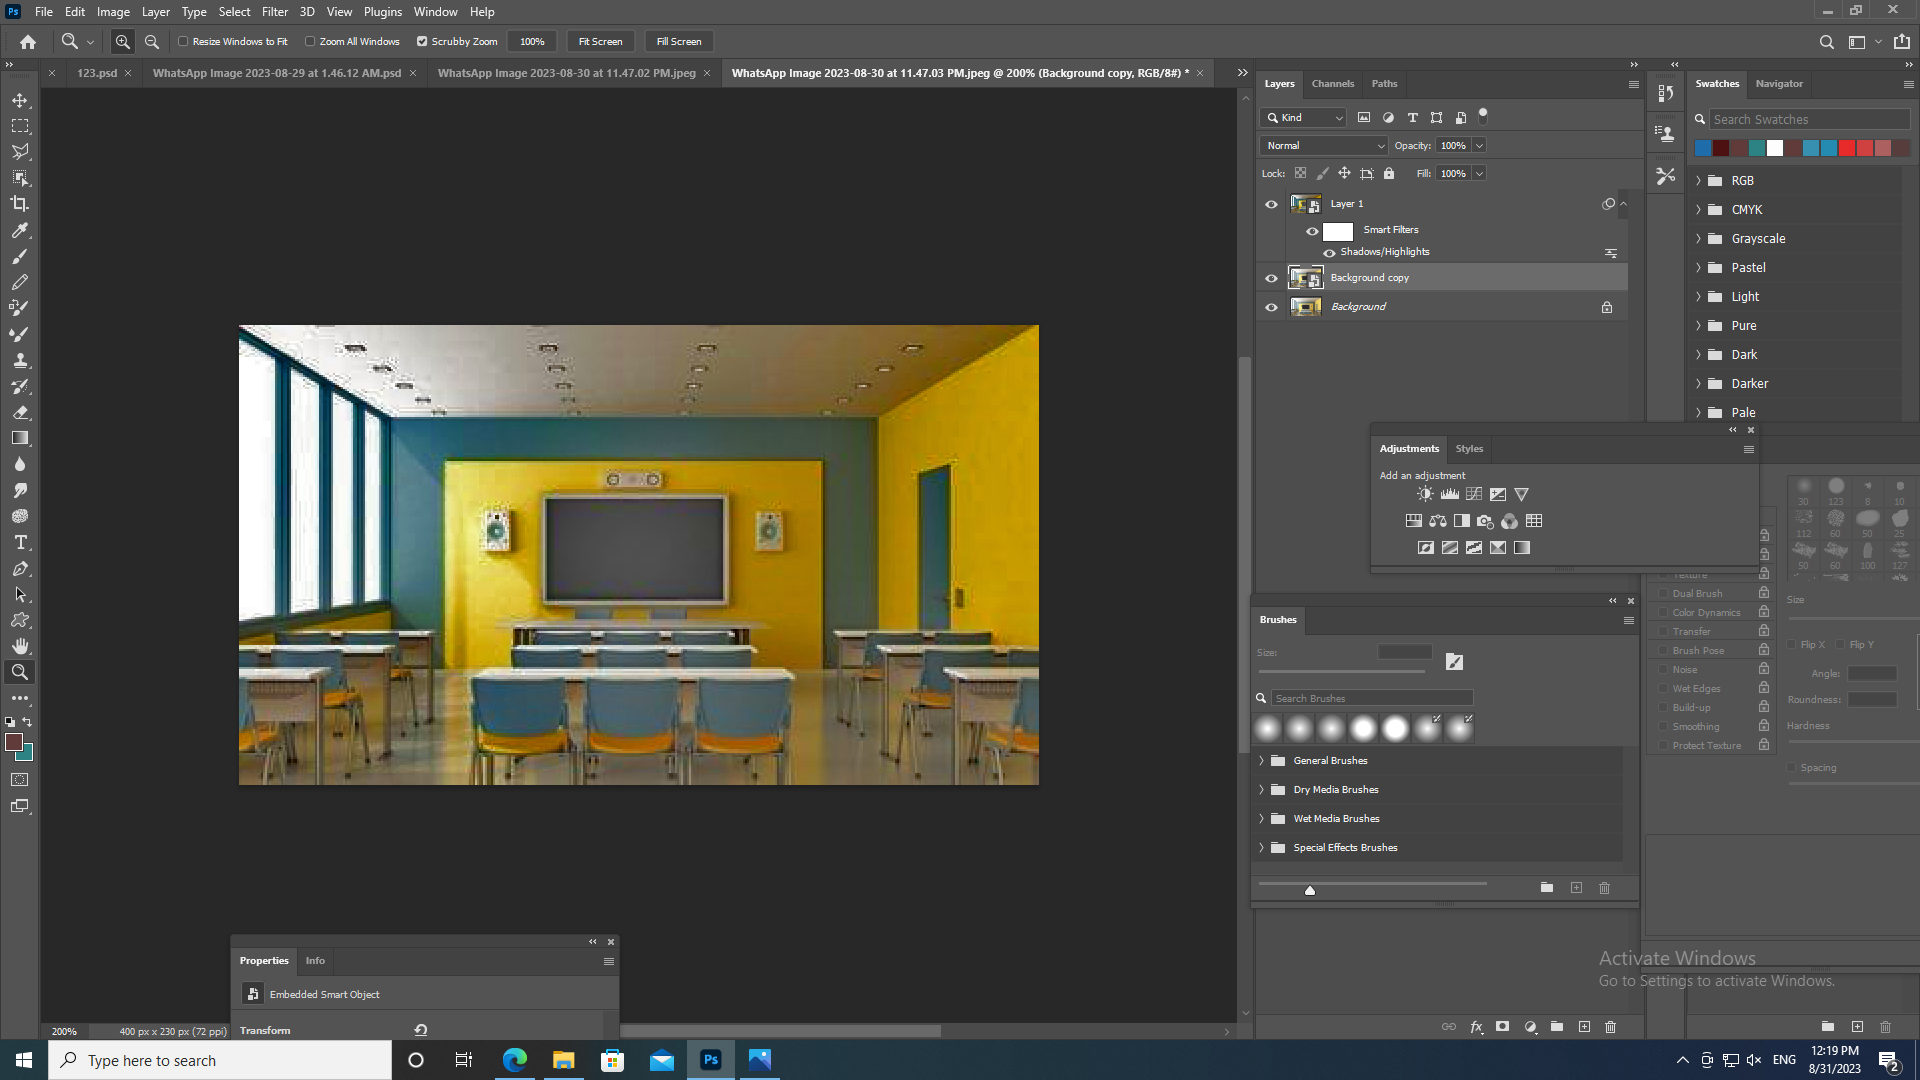 Ps File Edit Image Layer Type Select Filter 3D View Plugins Window Help
Resize Windows to Fit Zoom All Windows Scrubby Zoom 100% Fit Screen Fill Screen
123.psd × WhatsApp Image 2023-08-29 at 1.46.12 AM.psd × WhatsApp Image 2023-08-30 at 11.47.02 PM.jpeg × WhatsApp Image 2023-08-30 at 11.47.03 PM.jpeg @ 200% (Background copy, RGB/8#) * ×
Layers Channels Paths
Kind
Normal Opacity: 100%
Lock: Fill: 100%
Layer 1
Smart Filters
Shadows/Highlights
Background copy
Background
Swatches Navigator
Search Swatches
RGB
CMYK
Grayscale
Pastel
Light
Pure
Dark
Darker
Pale
Adjustments Styles
Add an adjustment
30 123 8 10
112 60 50 25
50 60 100 127
Texture
Dual Brush
Color Dynamics
Transfer
Brush Pose
Noise
Wet Edges
Build-up
Smoothing
Protect Texture
Size
Flip X Flip Y
Angle:
Roundness:
Hardness
Spacing
Brushes
Size:
Search Brushes
General Brushes
Dry Media Brushes
Wet Media Brushes
Special Effects Brushes
Properties Info
Embedded Smart Object
Transform
200% 400 px x 230 px (72 ppi)
Activate Windows
Go to Settings to activate Windows.
fx
Type here to search
Ps
ENG
12:19 PM
8/31/2023
2